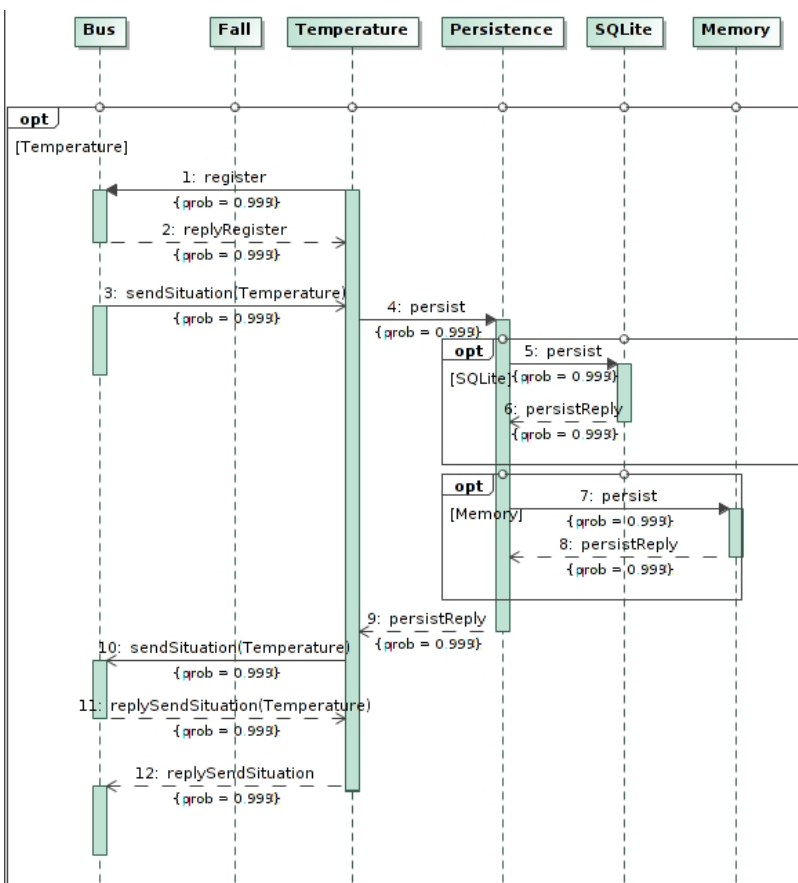 Bus
Fall
Temperature
Persistence
SQLite
Memory
opt
[Temperature]
1: register
{prob = 0.999}
2: replyRegister
{prob = 0.999}
3: sendSituation(Temperature)
{prob = 0.999}
4: persist
{prob = 0.999}
opt
[SQLite]
5: persist
{prob = 0.999}
6: persistReply
{prob = 0.999}
opt
[Memory]
7: persist
{prob = 0.999}
8: persistReply
{prob = 0.999}
9: persistReply
{prob = 0.999}
10: sendSituation(Temperature)
{prob = 0.999}
11: replySendSituation(Temperature)
{prob = 0.999}
12: replySendSituation
{prob = 0.999}